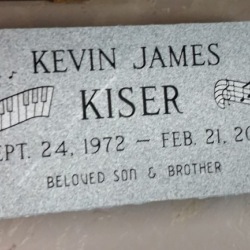 KEVIN JAMES
KISER
EPT. 24, 1972 — FEB. 21, 20
BELOVED SON & BROTHER